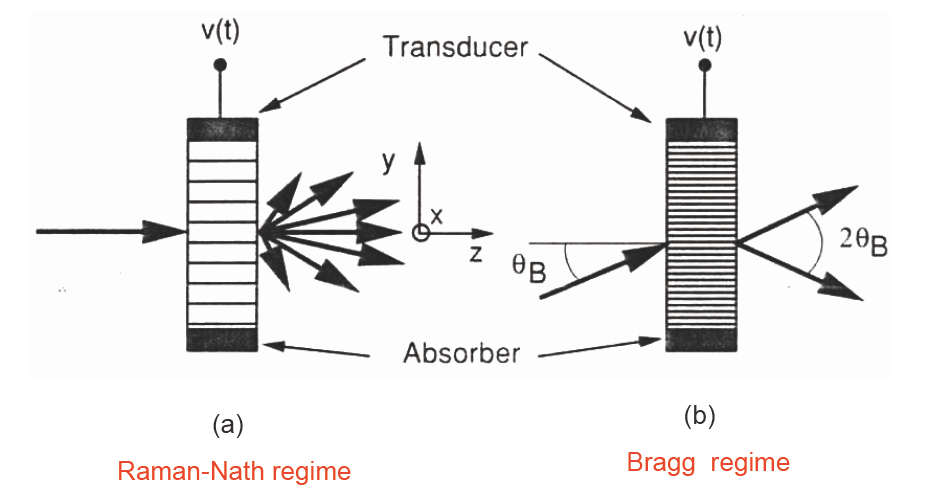 v(t)
Transducer
v(t)
y
x
z
θB
2θB
Absorber
(a)
(b)
Raman-Nath regime
Bragg regime